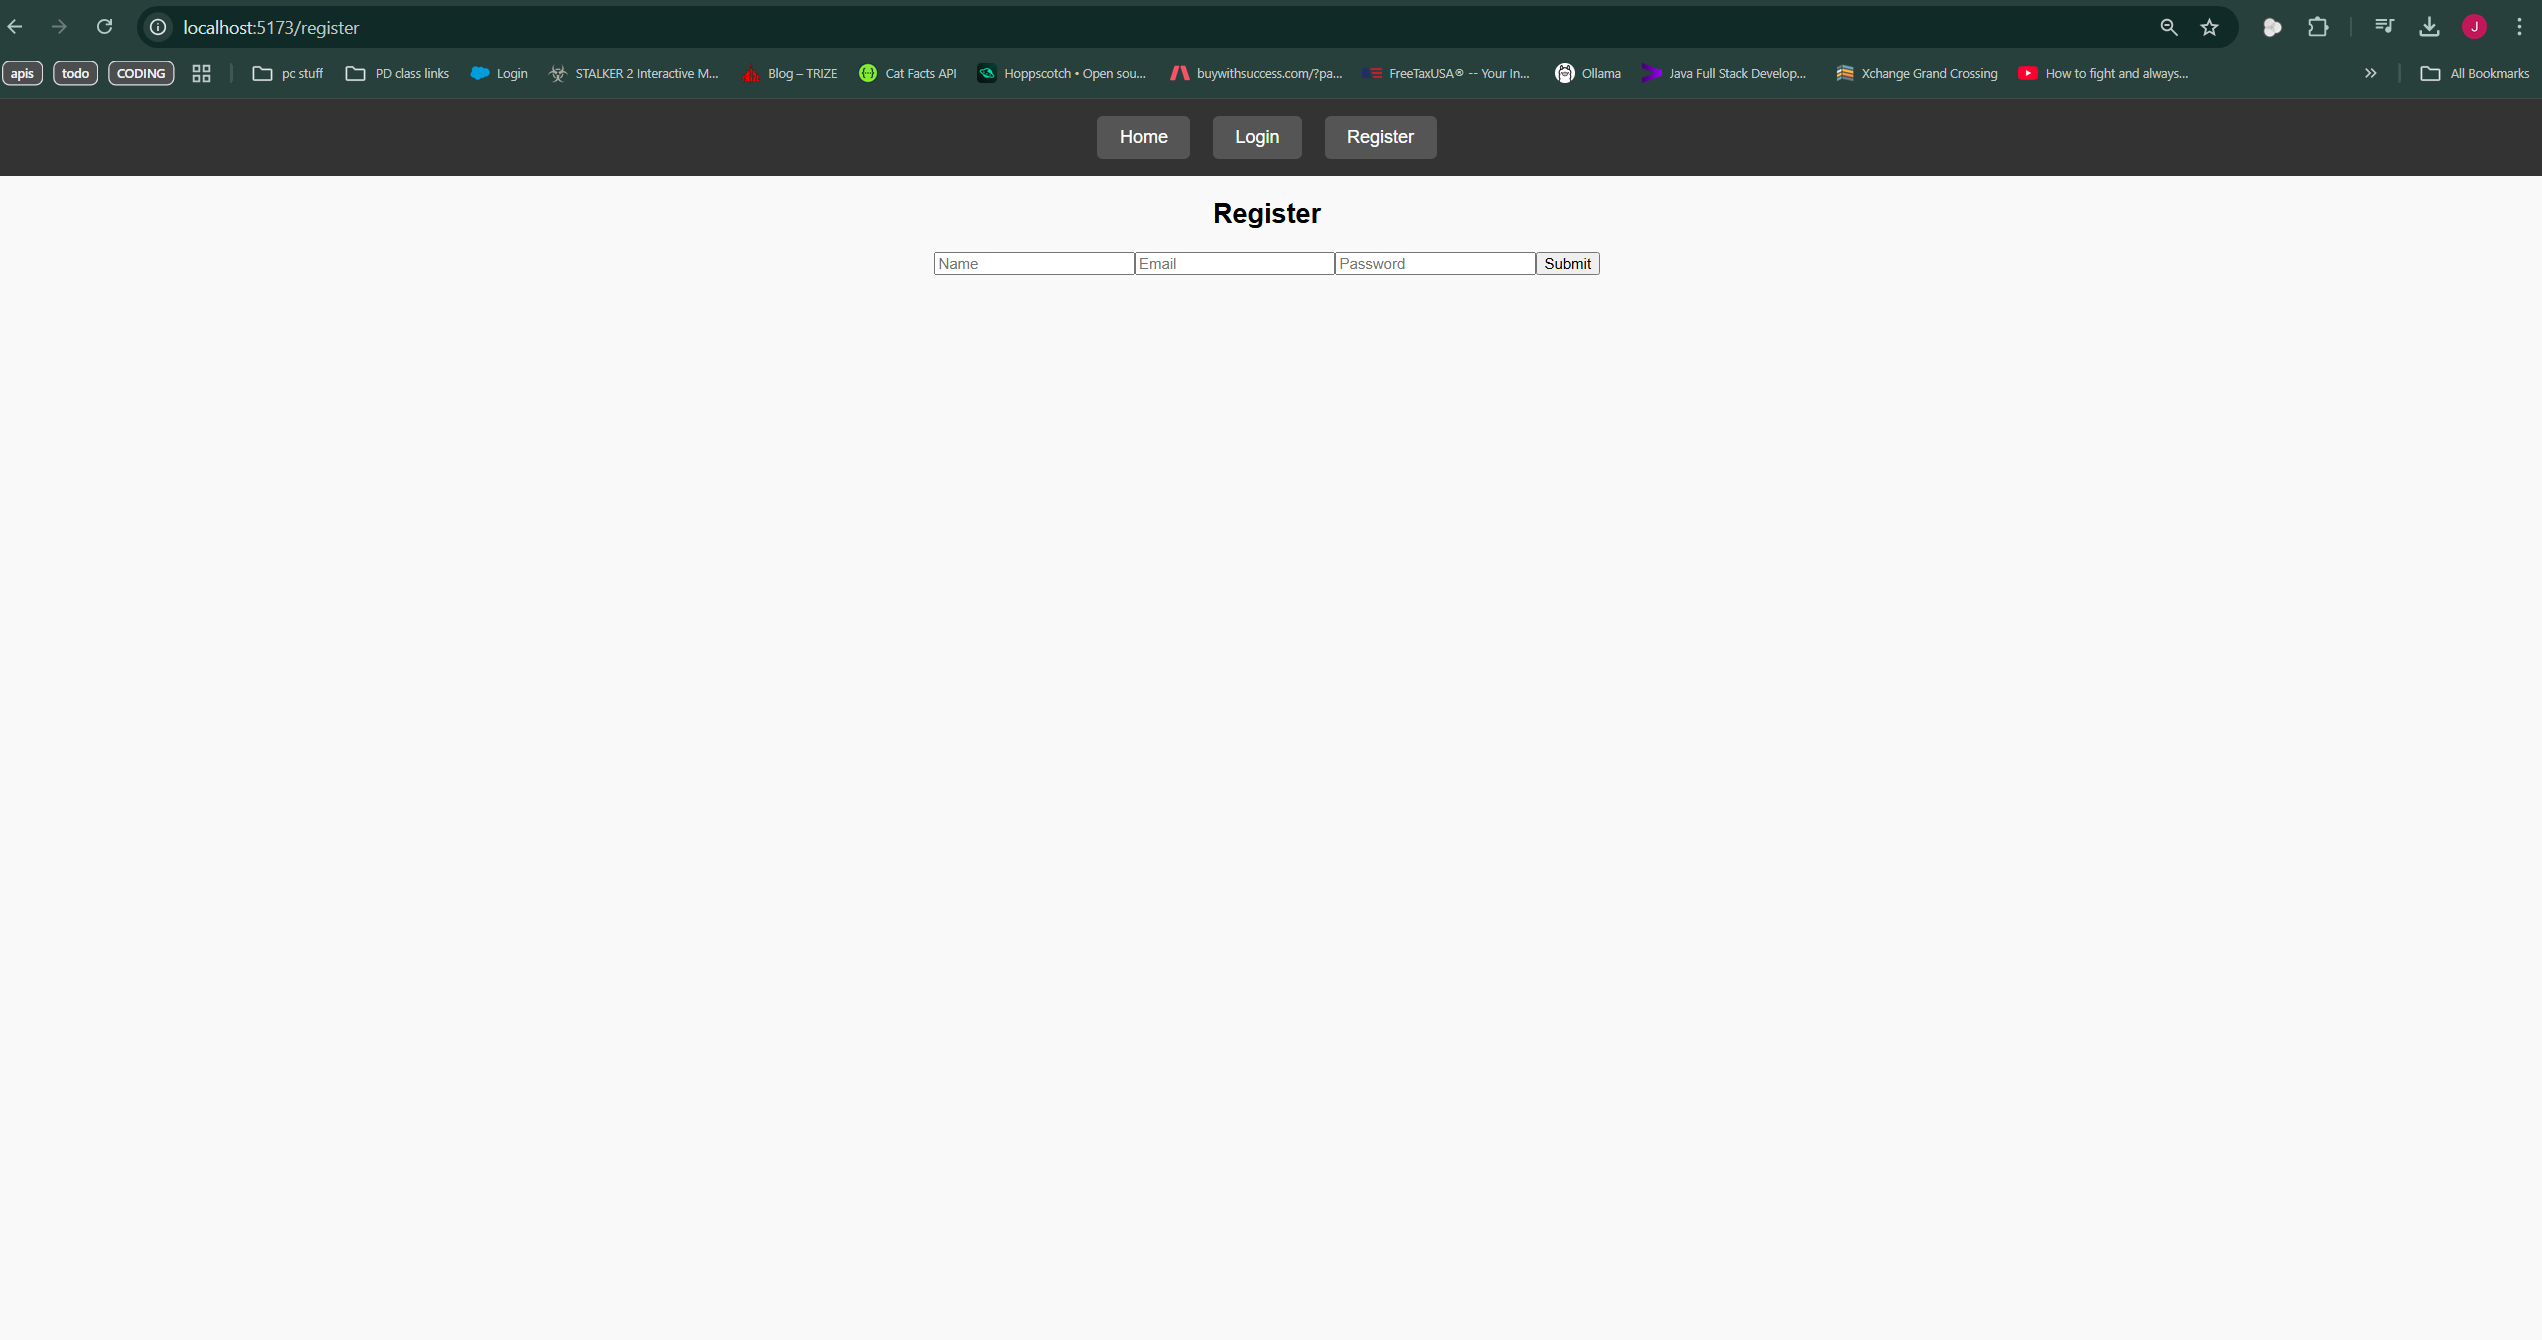 localhost:5173/register
J
apis todo CODING pc stuff PD class links Login STALKER 2 Interactive M... Blog – TRIZE Cat Facts API Hoppscotch • Open sou... buywithsuccess.com/?pa... FreeTaxUSA® -- Your In... Ollama Java Full Stack Develop... Xchange Grand Crossing How to fight and always... » All Bookmarks
Home Login Register
Register
Name Email Password Submit